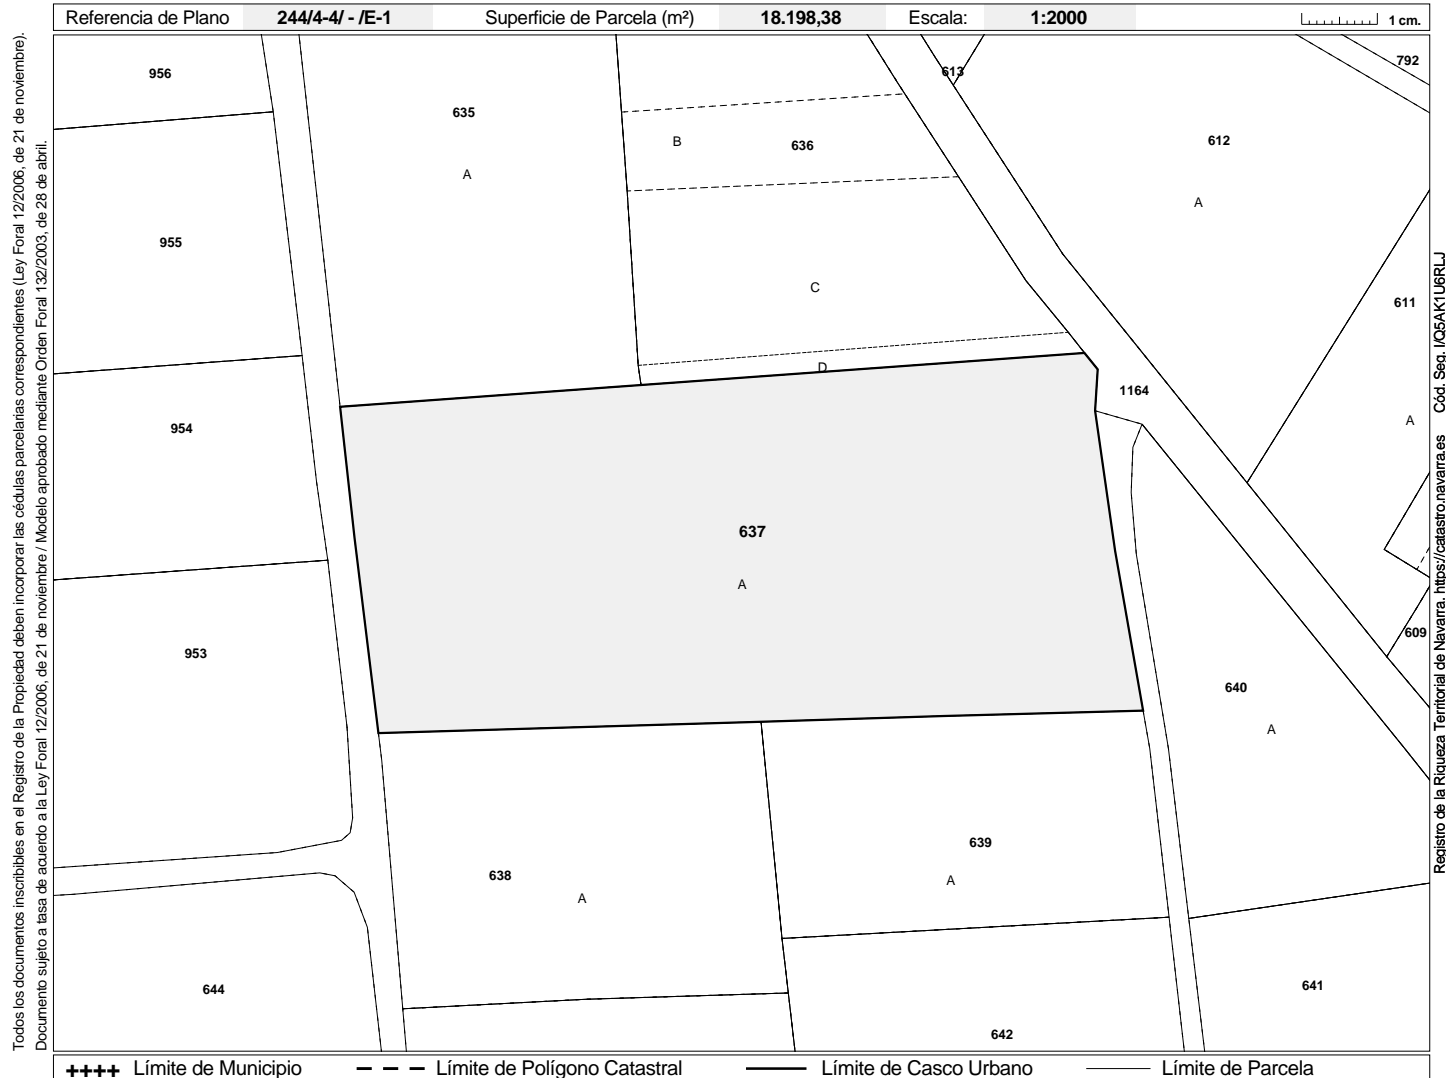 Referencia de Plano 244/4-4/ - /E-1 Superficie de Parcela (m²) 18.198,38 Escala: 1:2000 1 cm.
Todos los documentos inscribibles en el Registro de la Propiedad deben incorporar las cédulas parcelarias correspondientes (Ley Foral 12/2006, de 21 de noviembre).
Documento sujeto a tasa de acuerdo a la Ley Foral 12/2006, de 21 de noviembre / Modelo aprobado mediante Orden Foral 132/2003, de 28 de abril.
956
613
792
635
B
636
612
A
A
955
C
611
D
1164
954
A
637
A
953
609
640
A
639
638
A
A
644
641
642
Registro de la Riqueza Territorial de Navarra. https://catastro.navarra.es Cód. Seg. I/Q5AK1U6RLJ
++++ Límite de Municipio Límite de Polígono Catastral Límite de Casco Urbano Límite de Parcela